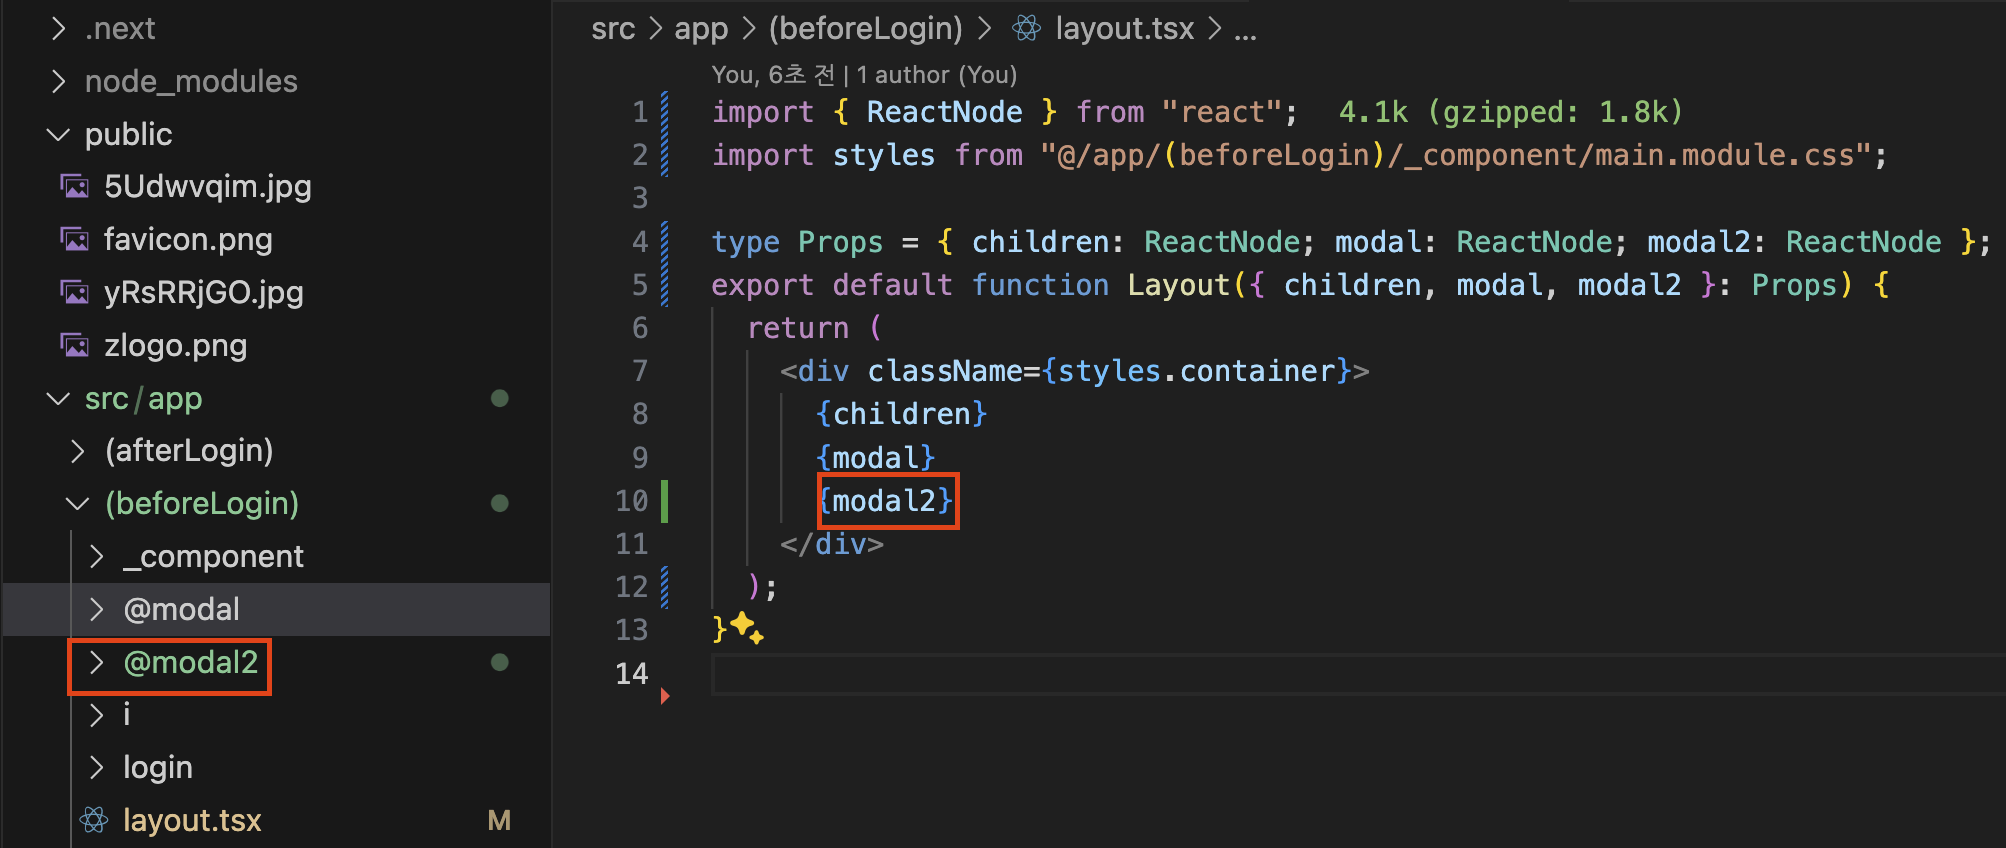 .next
node_modules
public
5Udwvqim.jpg
favicon.png
yRsRRjGO.jpg
zlogo.png
src/app
(afterLogin)
(beforeLogin)
_component
@modal
@modal2
i
login
layout.tsx M
src > app > (beforeLogin) > layout.tsx > ...
You, 6초 전 | 1 author (You)
1 import { ReactNode } from "react"; 4.1k (gzipped: 1.8k)
2 import styles from "@/app/(beforeLogin)/_component/main.module.css";
3
4 type Props = { children: ReactNode; modal: ReactNode; modal2: ReactNode };
5 export default function Layout({ children, modal, modal2 }: Props) {
6 return (
7 <div className={styles.container}>
8 {children}
9 {modal}
10 {modal2}
11 </div>
12 );
13 }
14